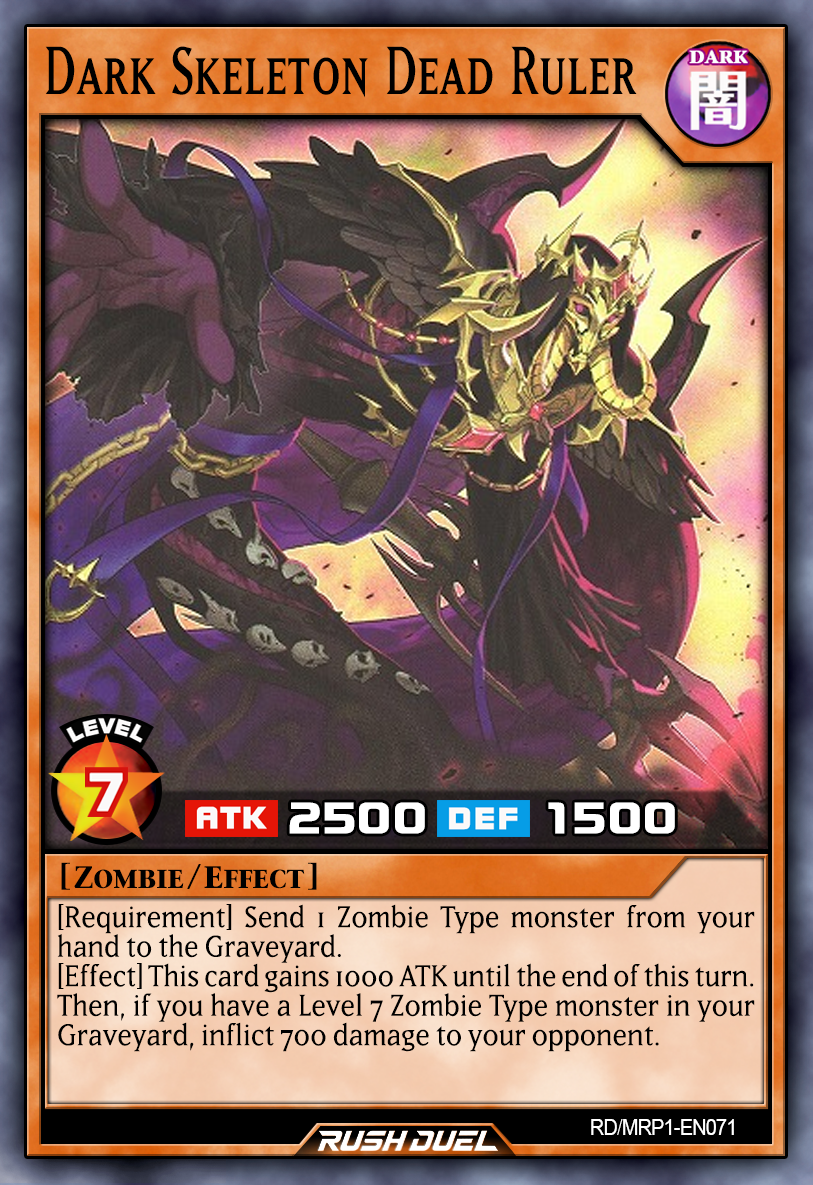 Dark Skeleton Dead Ruler
DARK
闇
LEVEL
7
ATK 2500 DEF 1500
[Zombie/Effect]
[Requirement] Send 1 Zombie Type monster from your
hand to the Graveyard.
[Effect] This card gains 1000 ATK until the end of this turn.
Then, if you have a Level 7 Zombie Type monster in your
Graveyard, inflict 700 damage to your opponent.
RD/MRP1-EN071
RUSH DUEL